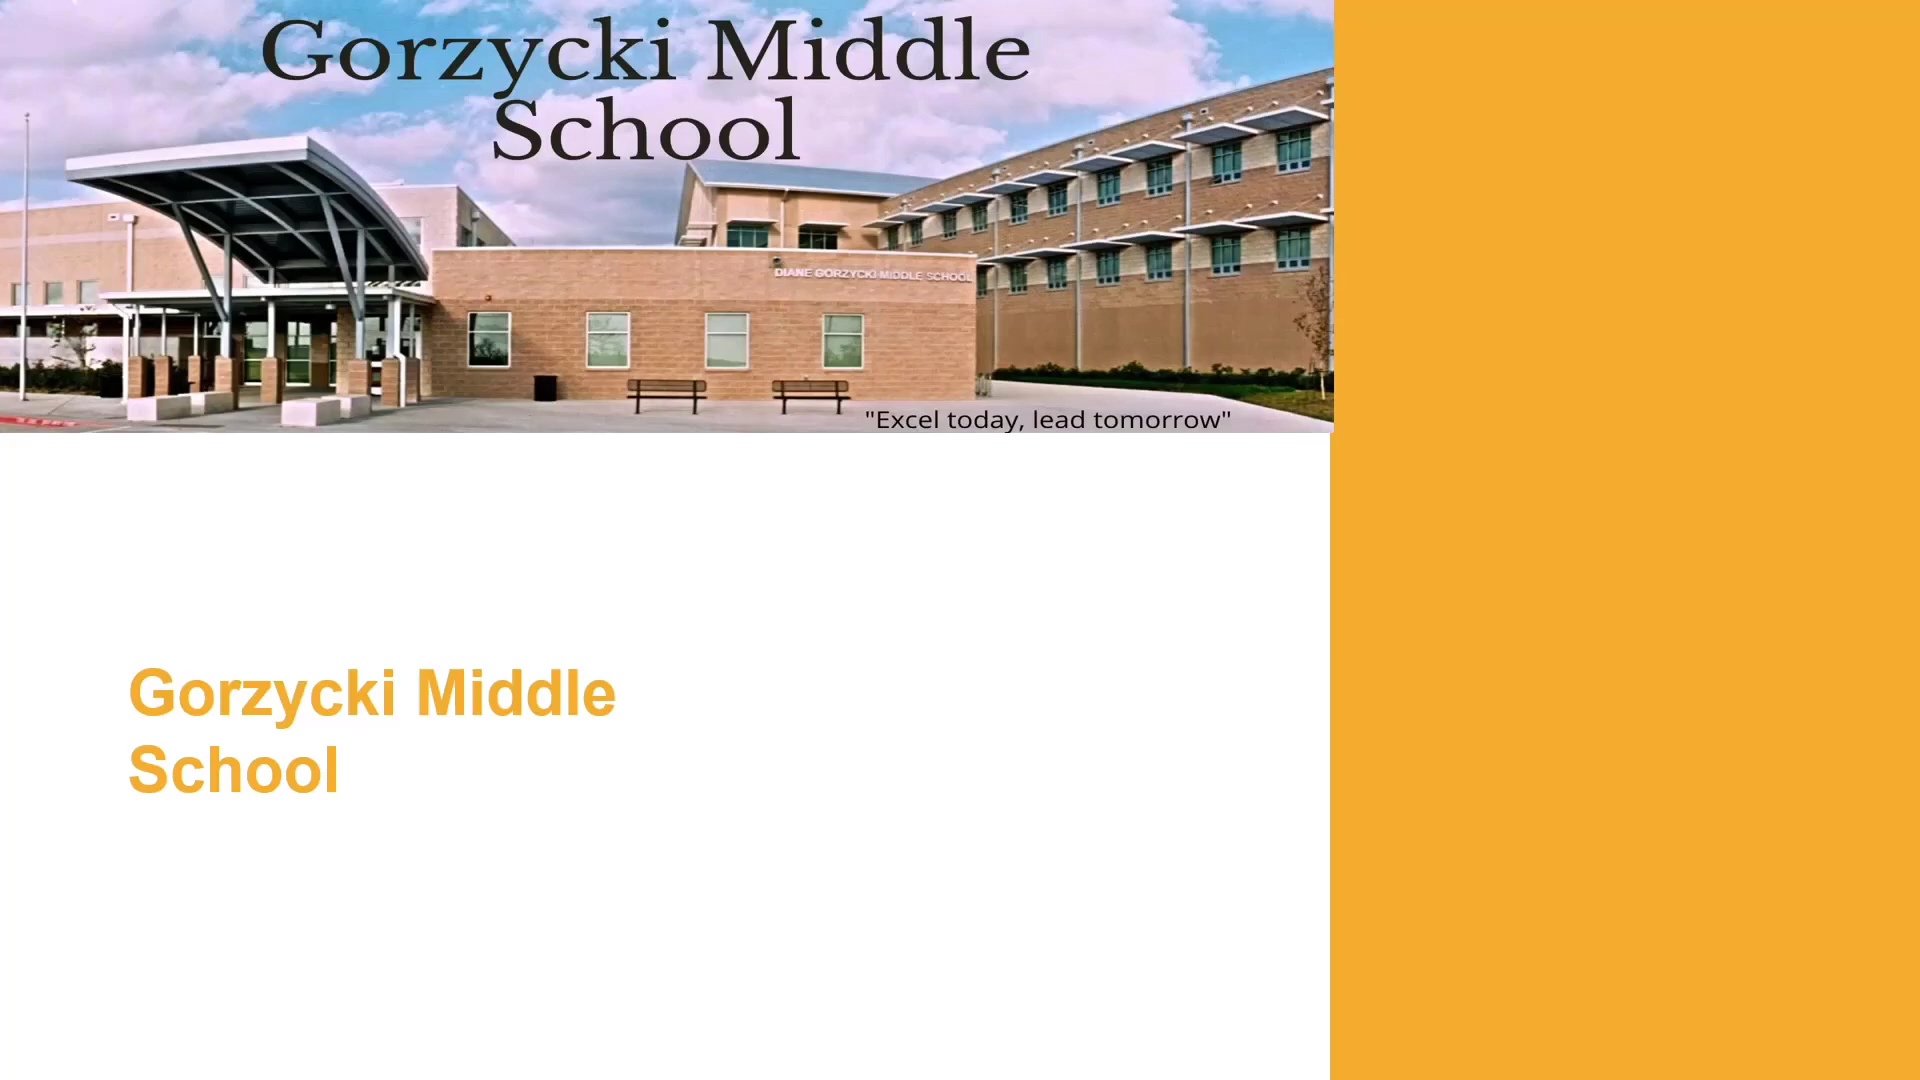 Gorzycki Middle
School
DIANE GORZYCKI MIDDLE SCHOOL
"Excel today, lead tomorrow"
Gorzycki Middle
School